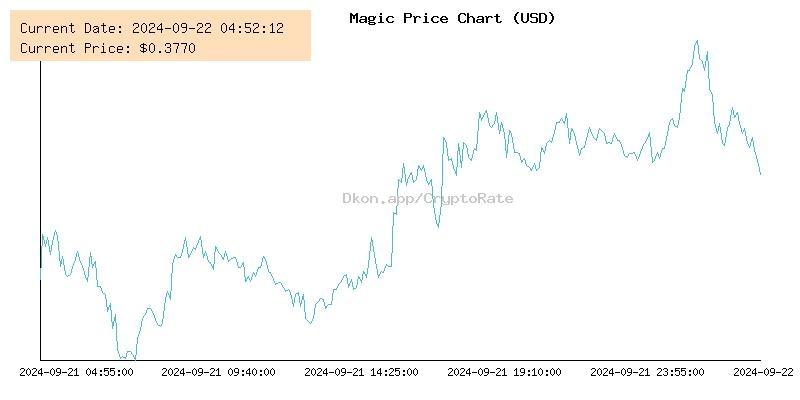 Magic Price Chart (USD)
Current Date: 2024-09-22 04:52:12
Current Price: $0.3770
Dkon.app/CryptoRate
2024-09-21 04:55:00 2024-09-21 09:40:00 2024-09-21 14:25:00 2024-09-21 19:10:00 2024-09-21 23:55:00 2024-09-22